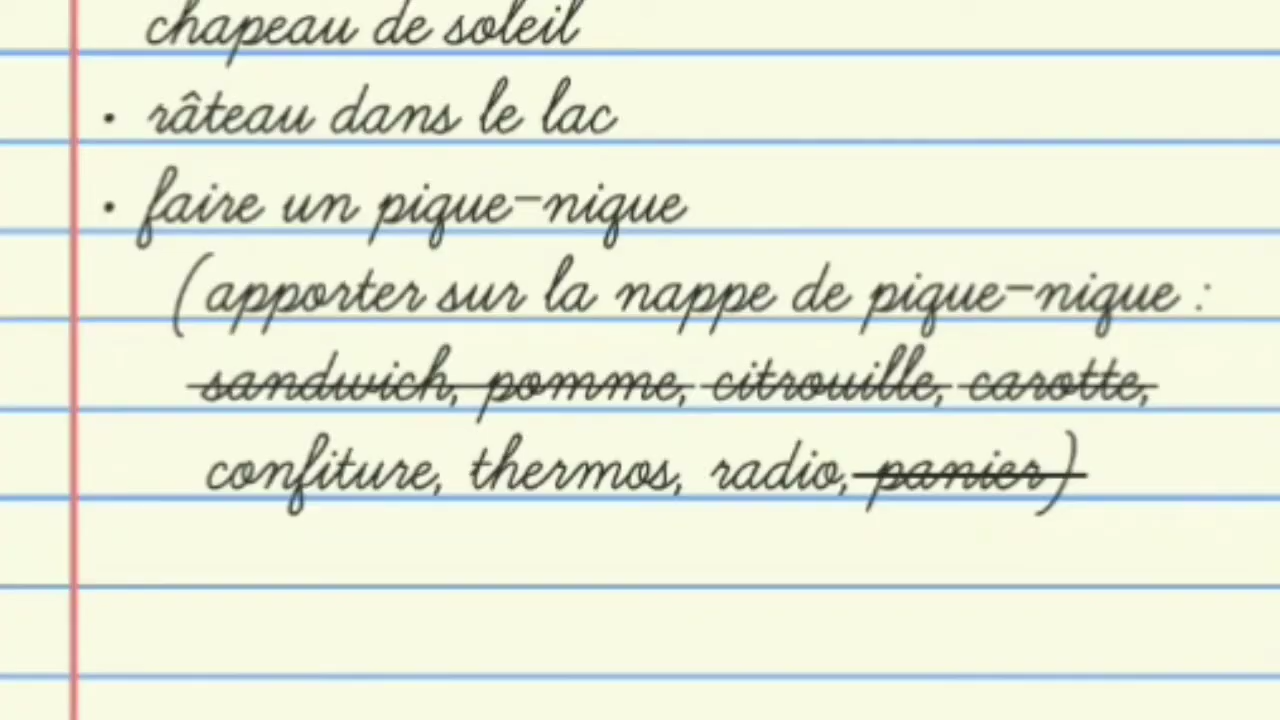 chapeau de soleil
• râteau dans le lac
• faire un pique-nique
(apporter sur la nappe de pique-nique :
sandwich, pomme, citrouille, carotte,
confiture, thermos, radio, panier)